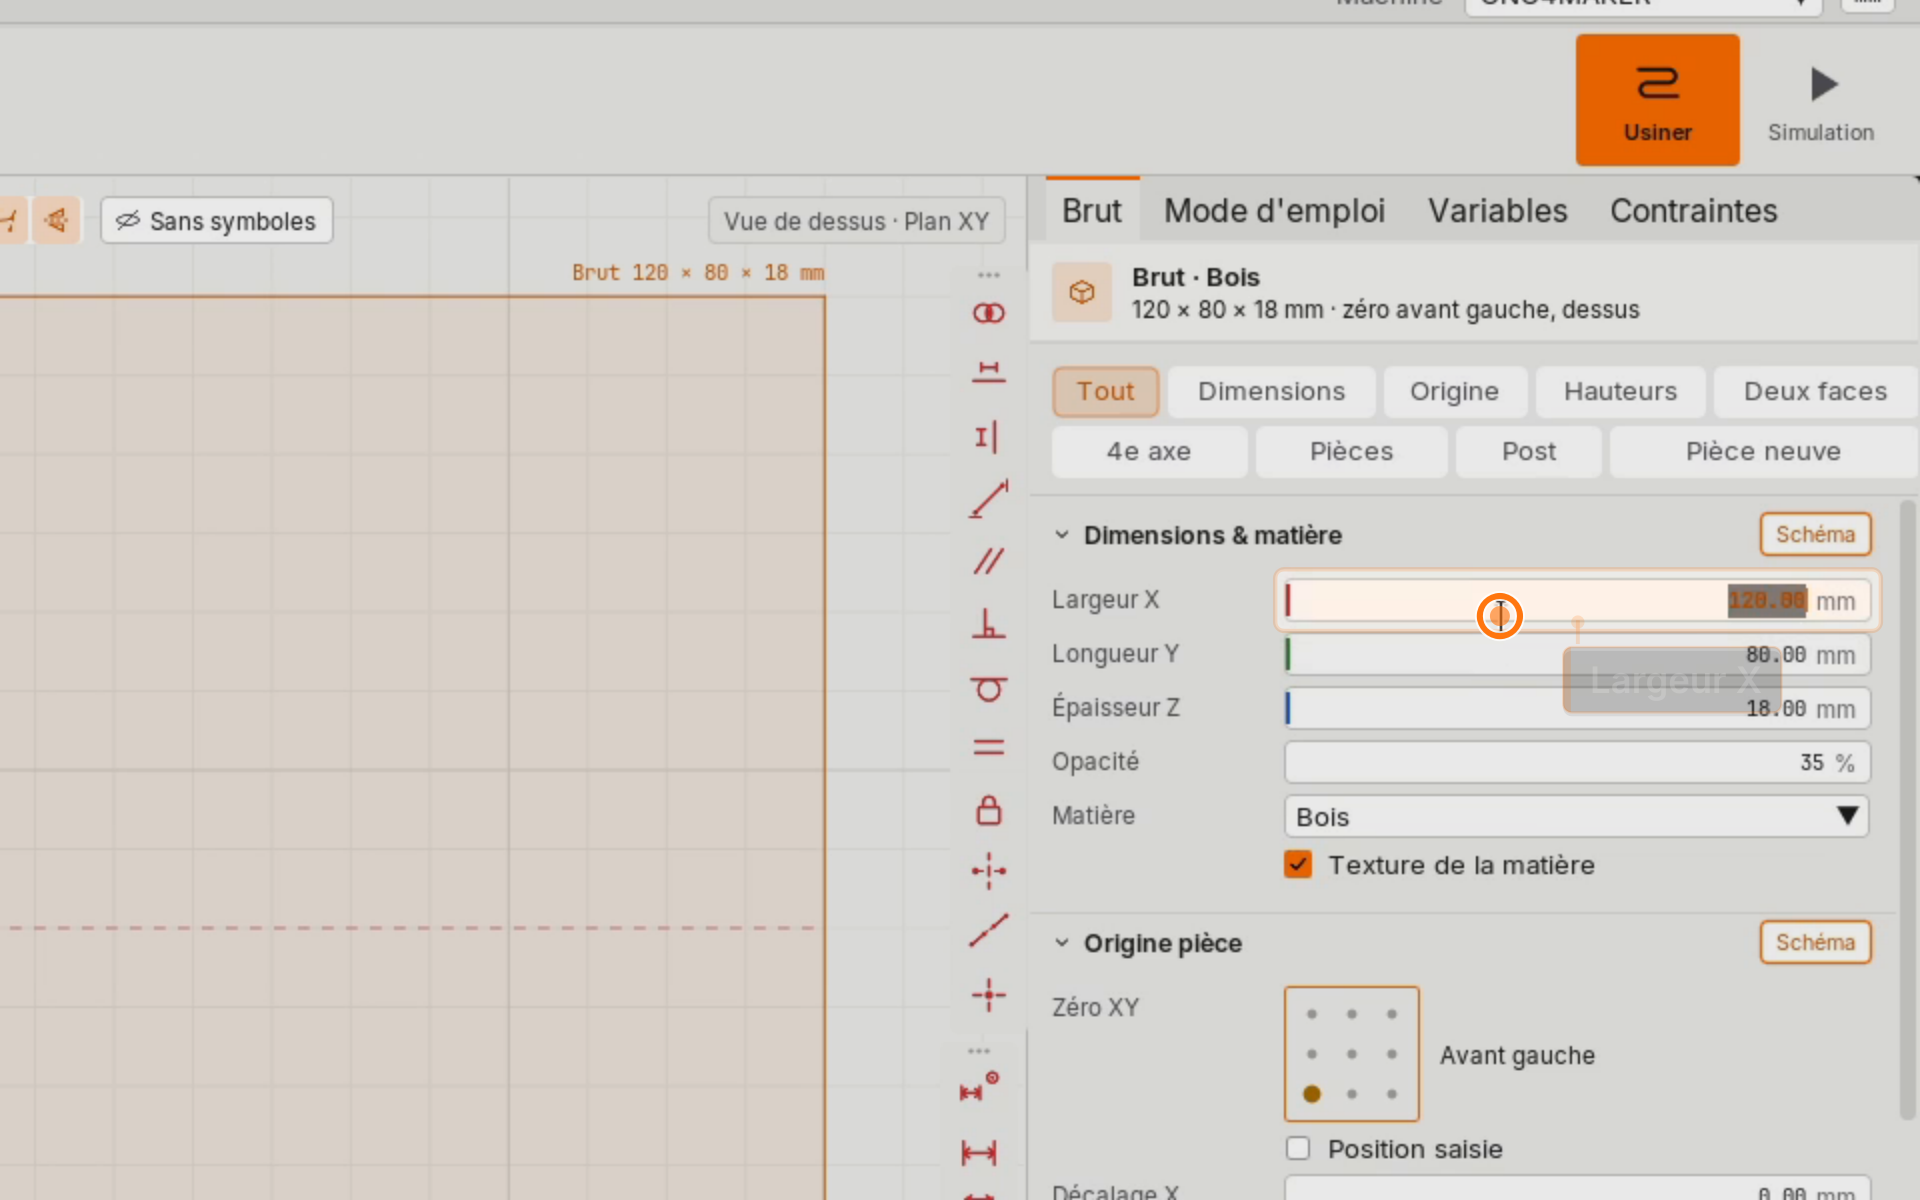 Machine CNC4MAKER
Usiner
Simulation
Sans symboles
Vue de dessus · Plan XY
Brut 120 × 80 × 18 mm
Brut
Mode d'emploi
Variables
Contraintes
Brut · Bois
120 × 80 × 18 mm · zéro avant gauche, dessus
Tout
Dimensions
Origine
Hauteurs
Deux faces
4e axe
Pièces
Post
Pièce neuve
Dimensions & matière
Schéma
Largeur X
120.00 mm
Longueur Y
80.00 mm
Largeur X
Épaisseur Z
18.00 mm
Opacité
35 %
Matière
Bois
Texture de la matière
Origine pièce
Schéma
Zéro XY
Avant gauche
Position saisie
Décalage X
0.00 mm